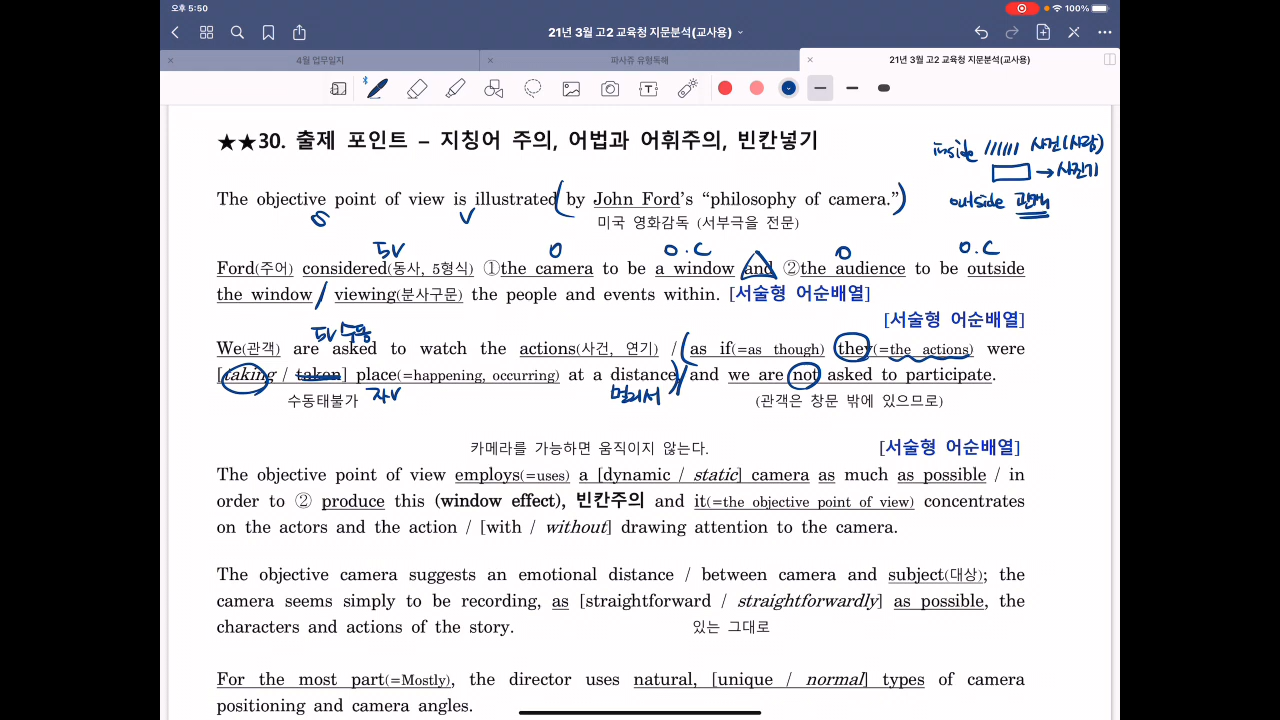 오후 5:50
100%
21년 3월 고2 교육청 지문분석(교사용)
4월 업무일지
파사쥬 유형독해
21년 3월 고2 교육청 지문분석(교사용)
★★30. 출제 포인트 – 지칭어 주의, 어법과 어휘주의, 빈칸넣기
inside 사건(사랑)
→사진기
outside 관객
The objective point of view is illustrated (by John Ford's “philosophy of camera.”)
S V
미국 영화감독 (서부극을 전문)
5V O O.C O O.C
Ford(주어) considered(동사, 5형식) ①the camera to be a window and ②the audience to be outside
the window / viewing(분사구문) the people and events within. [서술형 어순배열]
[서술형 어순배열]
5V 수동
We(관객) are asked to watch the actions(사건, 연기) / (as if(=as though) they(=the actions) were
[taking / taken] place(=happening, occurring) at a distance)/ and we are not asked to participate.
수동태불가 자V 멀리서 (관객은 창문 밖에 있으므로)
카메라를 가능하면 움직이지 않는다. [서술형 어순배열]
The objective point of view employs(=uses) a [dynamic / static] camera as much as possible / in
order to ② produce this (window effect), 빈칸주의 and it(=the objective point of view) concentrates
on the actors and the action / [with / without] drawing attention to the camera.
The objective camera suggests an emotional distance / between camera and subject(대상); the
camera seems simply to be recording, as [straightforward / straightforwardly] as possible, the
characters and actions of the story.
있는 그대로
For the most part(=Mostly), the director uses natural, [unique / normal] types of camera
positioning and camera angles.